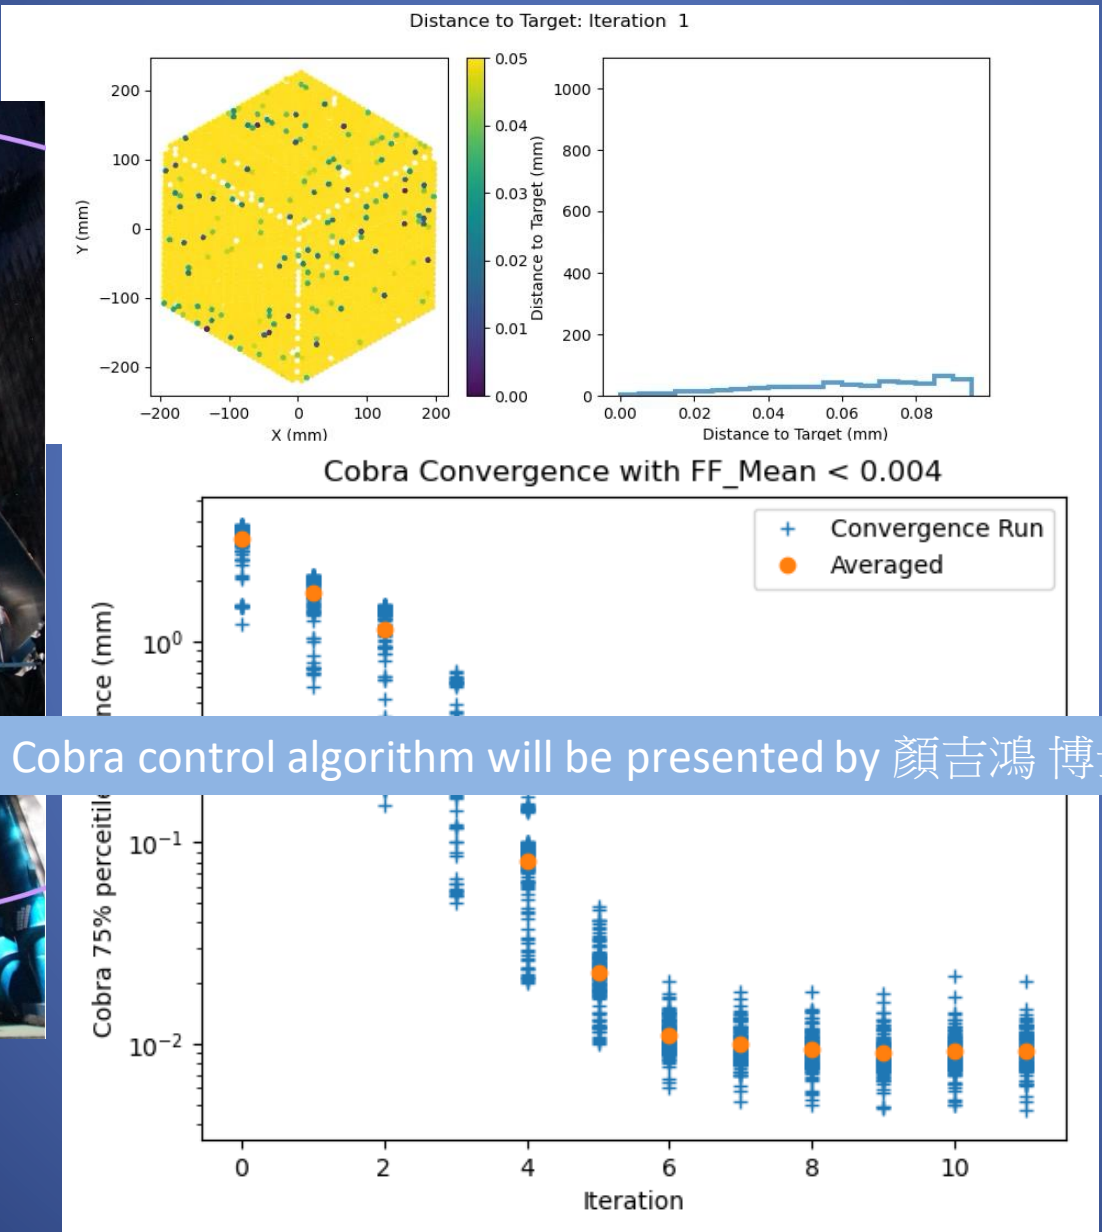 Distance to Target: Iteration 1
200
100
0
−100
−200
Y (mm)
−200 −100 0 100 200
X (mm)
0.05
0.04
0.03
0.02
0.01
0.00
Distance to Target (mm)
1000
800
600
400
200
0
0.00 0.02 0.04 0.06 0.08
Distance to Target (mm)
Cobra Convergence with FF_Mean < 0.004
Convergence Run
Averaged
10⁰
10⁻¹
10⁻²
Cobra 75% perceitile
(mm)
Cobra control algorithm will be presented by 顏吉鴻 博
0 2 4 6 8 10
Iteration